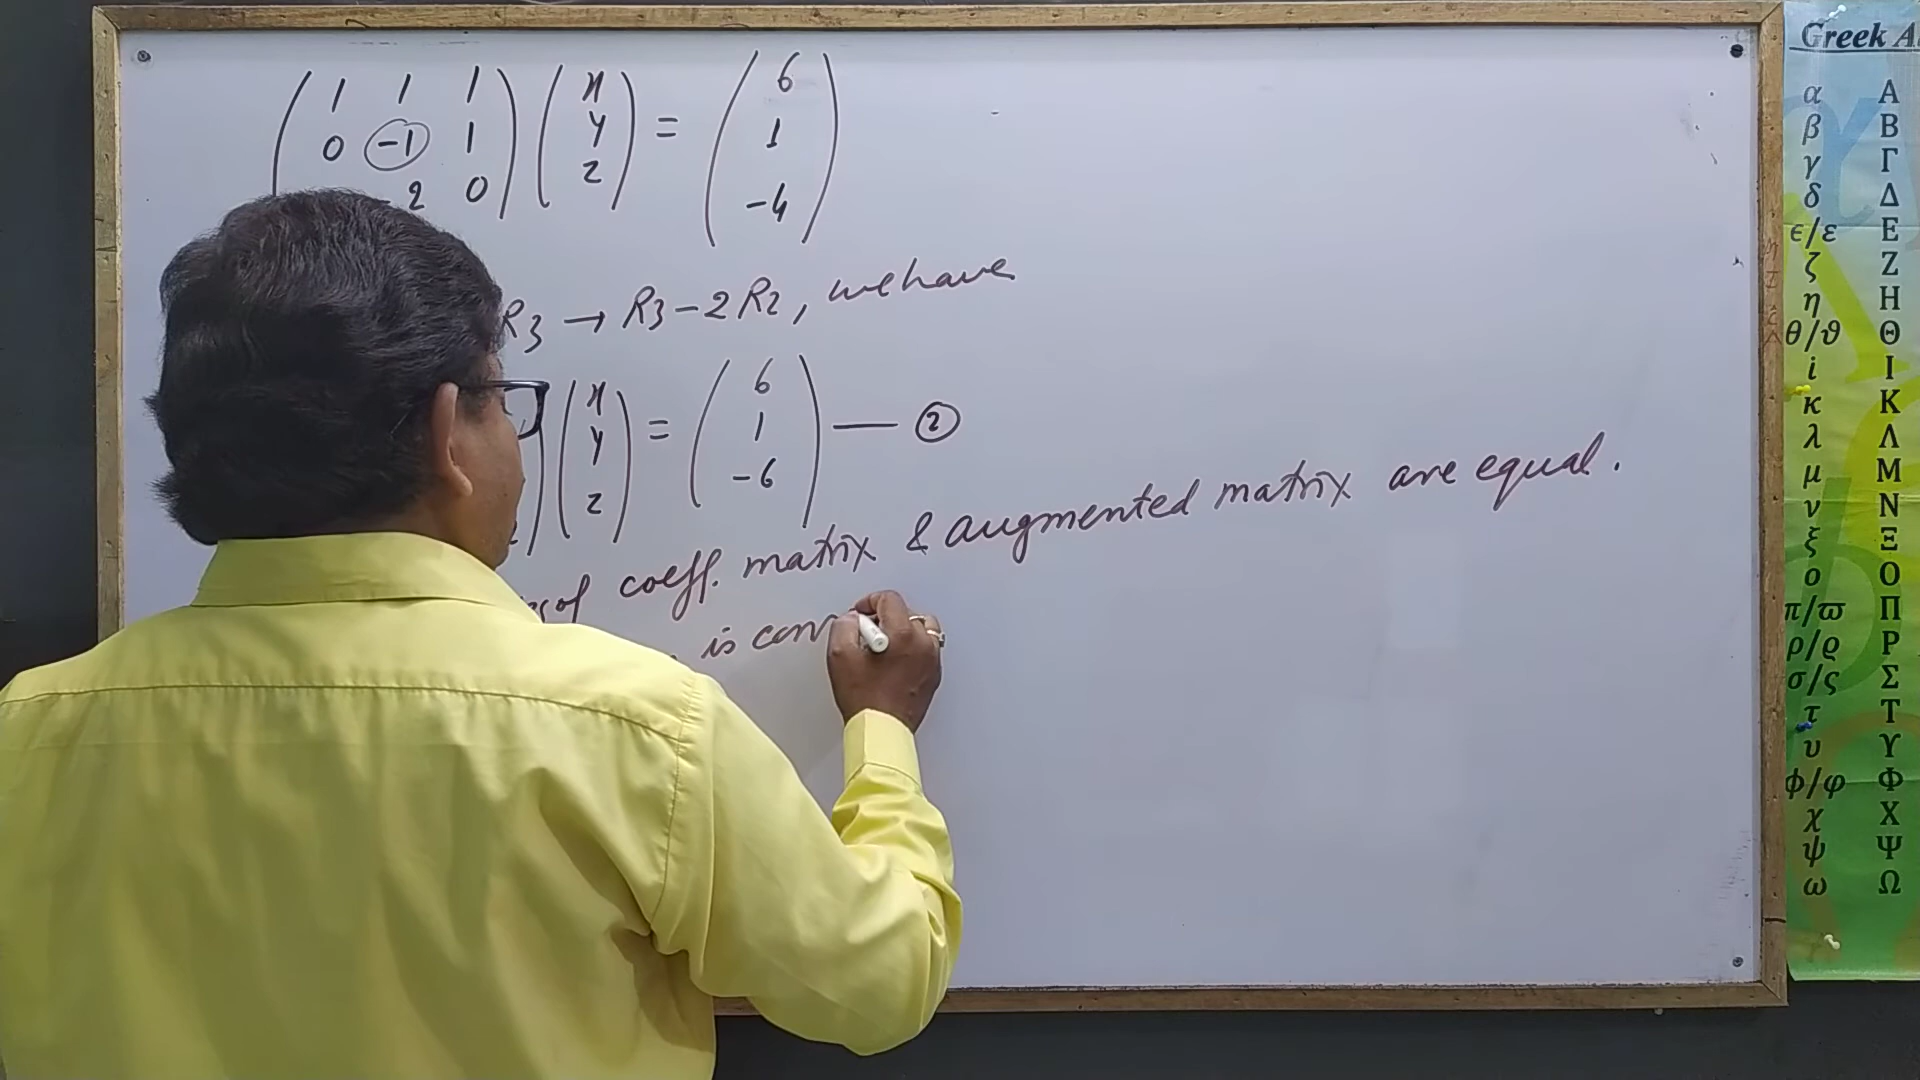 1 1 1 x 6
0 -1 1 y = 1
2 0 z -4
R3 → R3 - 2R2, we have
x 6
y = 1 — 2
z -6
of coeff. matrix & augmented matrix are equal.
is con
Greek A
α Α
β Β
γ Γ
δ Δ
ϵ/ε Ε
ζ Ζ
η Η
θ/ϑ Θ
i Ι
κ Κ
λ Λ
μ Μ
ν Ν
ξ Ξ
ο Ο
π/ϖ Π
ρ/ϱ Ρ
σ/ς Σ
τ Τ
υ Υ
ϕ/φ Φ
χ Χ
ψ Ψ
ω Ω